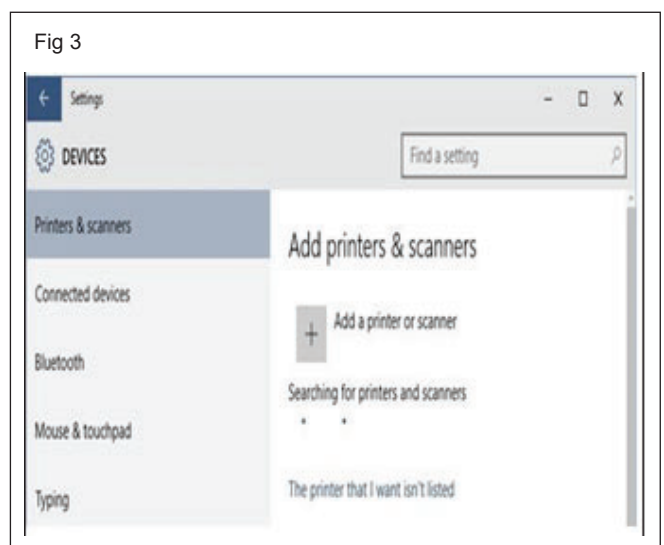 Fig 3
Settings
DEVICES
Find a setting
Printers & scanners
Connected devices
Bluetooth
Mouse & touchpad
Typing
Add printers & scanners
Add a printer or scanner
Searching for printers and scanners
The printer that I want isn't listed